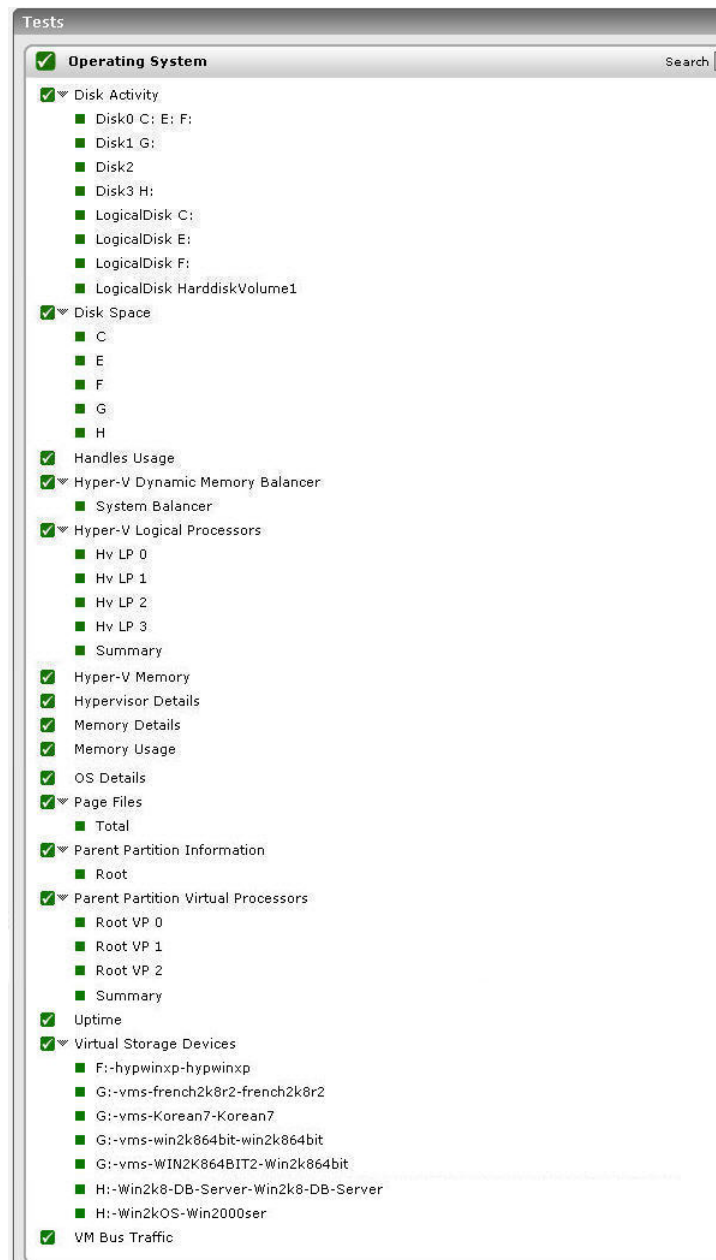 Tests
Operating System Search
Disk Activity
Disk0 C: E: F:
Disk1 G:
Disk2
Disk3 H:
LogicalDisk C:
LogicalDisk E:
LogicalDisk F:
LogicalDisk HarddiskVolume1
Disk Space
C
E
F
G
H
Handles Usage
Hyper-V Dynamic Memory Balancer
System Balancer
Hyper-V Logical Processors
Hv LP 0
Hv LP 1
Hv LP 2
Hv LP 3
Summary
Hyper-V Memory
Hypervisor Details
Memory Details
Memory Usage
OS Details
Page Files
Total
Parent Partition Information
Root
Parent Partition Virtual Processors
Root VP 0
Root VP 1
Root VP 2
Summary
Uptime
Virtual Storage Devices
F:-hypwinxp-hypwinxp
G:-vms-french2k8r2-french2k8r2
G:-vms-Korean7-Korean7
G:-vms-win2k864bit-win2k864bit
G:-vms-WIN2K864BIT2-Win2k864bit
H:-Win2k8-DB-Server-Win2k8-DB-Server
H:-Win2kOS-Win2000ser
VM Bus Traffic